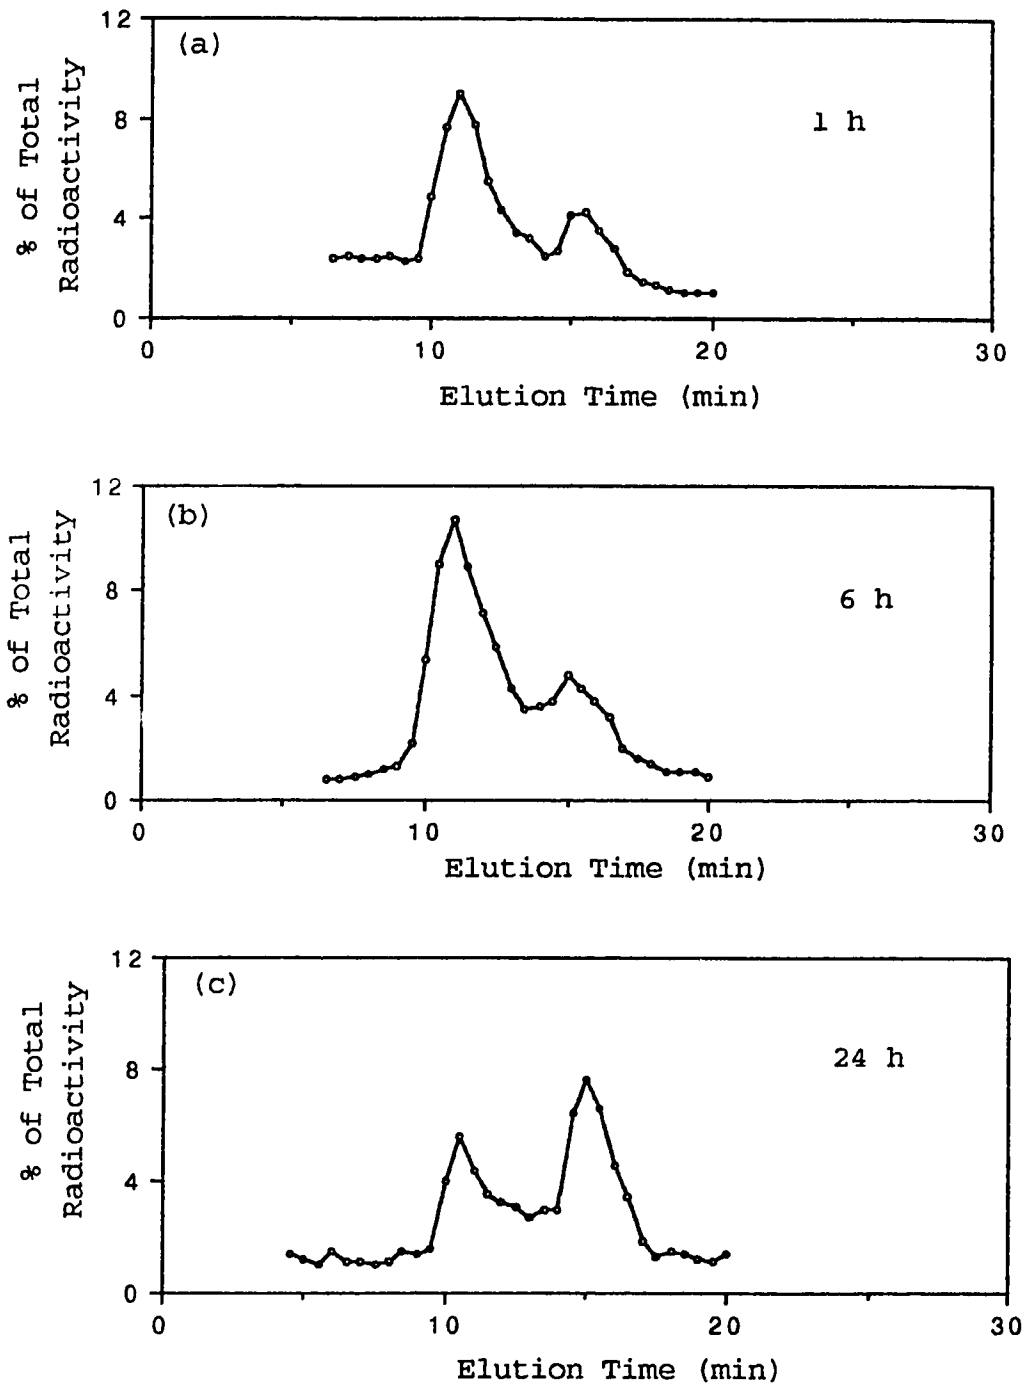 12
(a)
% of Total
Radioactivity
8
1 h
4
0
0 10 20 30
Elution Time (min)
12
(b)
% of Total
Radioactivity
8
6 h
4
0
0 10 20 30
Elution Time (min)
12
(c)
% of Total
Radioactivity
8
24 h
4
0
0 10 20 30
Elution Time (min)